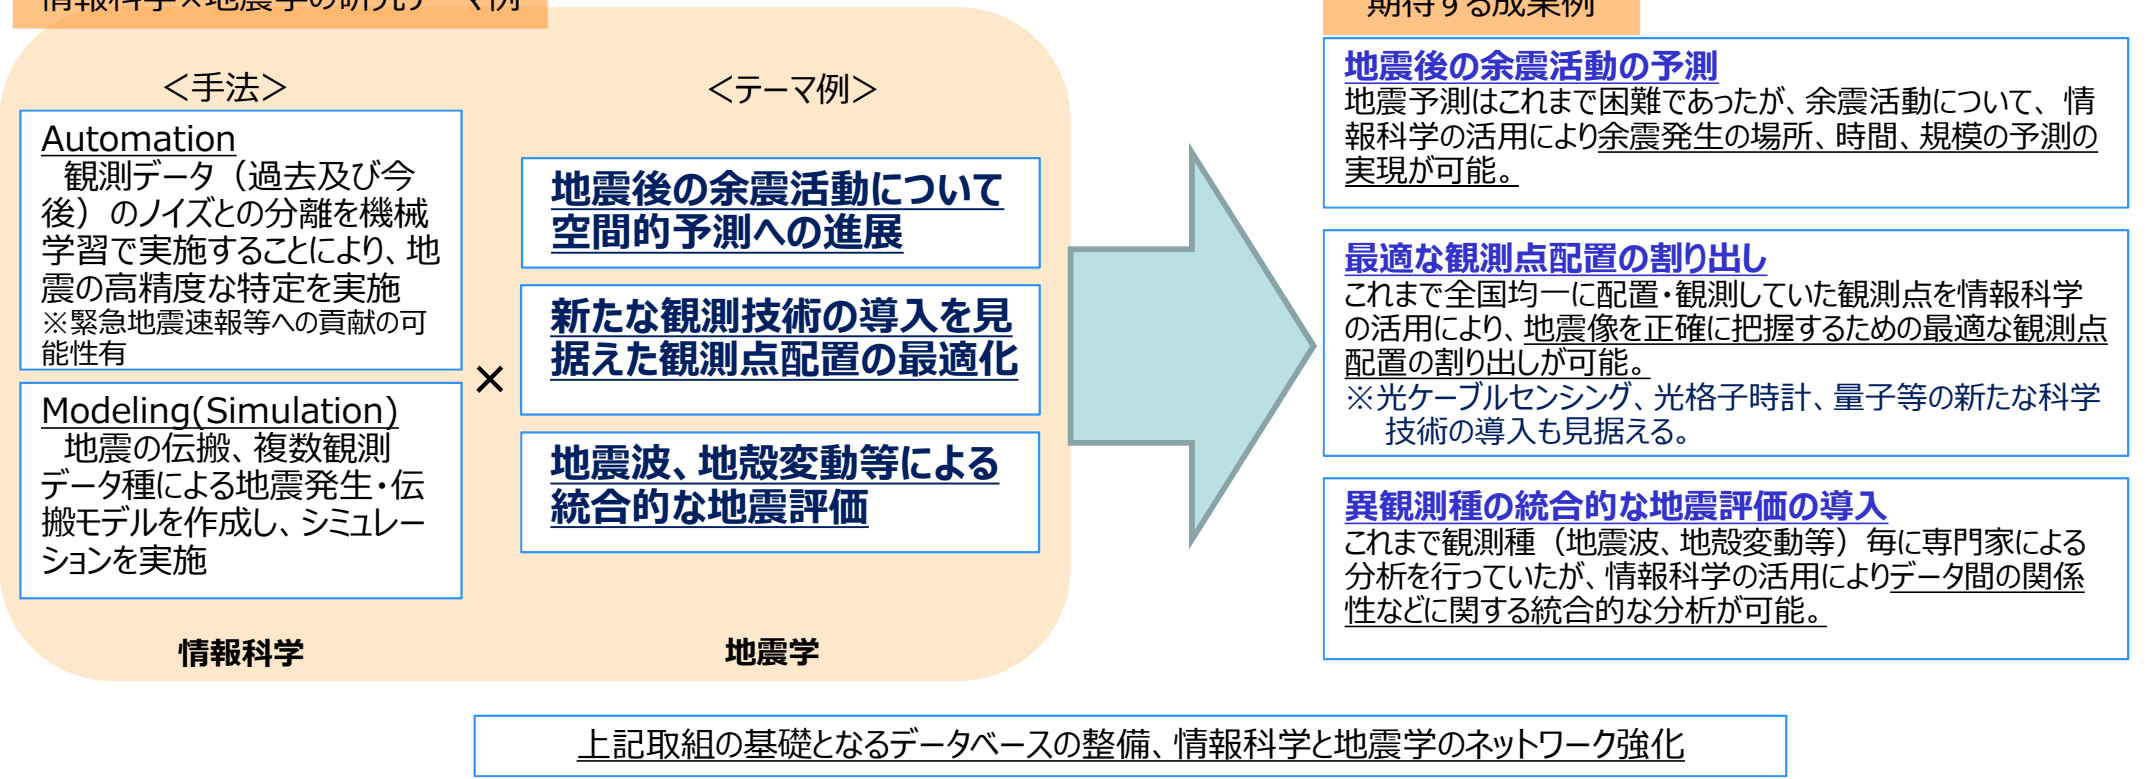 情報科学×地震学の研究テーマ例
＜手法＞
Automation
観測データ（過去及び今
後）のノイズとの分離を機械
学習で実施することにより、地
震の高精度な特定を実施
※緊急地震速報等への貢献の可
能性有
Modeling(Simulation)
地震の伝搬、複数観測
データ種による地震発生・伝
搬モデルを作成し、シミュレー
ションを実施
情報科学
×
＜テーマ例＞
地震後の余震活動について
空間的予測への進展
新たな観測技術の導入を見
据えた観測点配置の最適化
地震波、地殻変動等による
統合的な地震評価
地震学
期待する成果例
地震後の余震活動の予測
地震予測はこれまで困難であったが、余震活動について、情
報科学の活用により余震発生の場所、時間、規模の予測の
実現が可能。
最適な観測点配置の割り出し
これまで全国均一に配置・観測していた観測点を情報科学
の活用により、地震像を正確に把握するための最適な観測点
配置の割り出しが可能。
※光ケーブルセンシング、光格子時計、量子等の新たな科学
技術の導入も見据える。
異観測種の統合的な地震評価の導入
これまで観測種（地震波、地殻変動等）毎に専門家による
分析を行っていたが、情報科学の活用によりデータ間の関係
性などに関する統合的な分析が可能。
上記取組の基礎となるデータベースの整備、情報科学と地震学のネットワーク強化